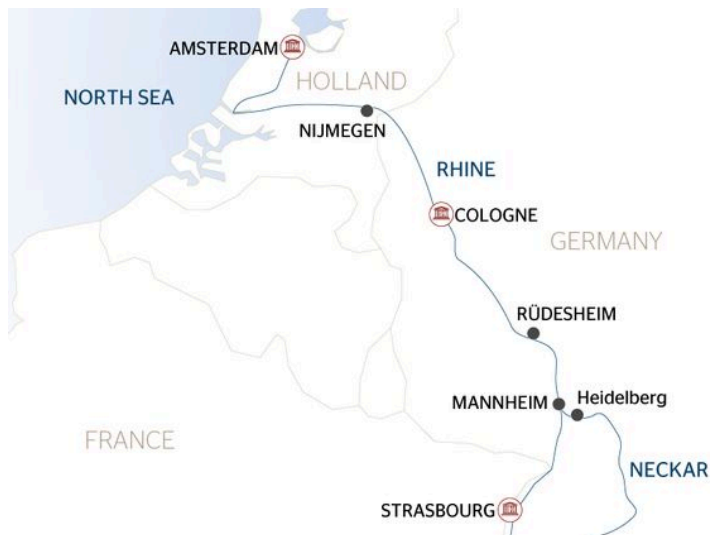 AMSTERDAM
HOLLAND
NORTH SEA
NIJMEGEN
RHINE
COLOGNE
GERMANY
RÜDESHEIM
MANNHEIM
Heidelberg
FRANCE
NECKAR
STRASBOURG